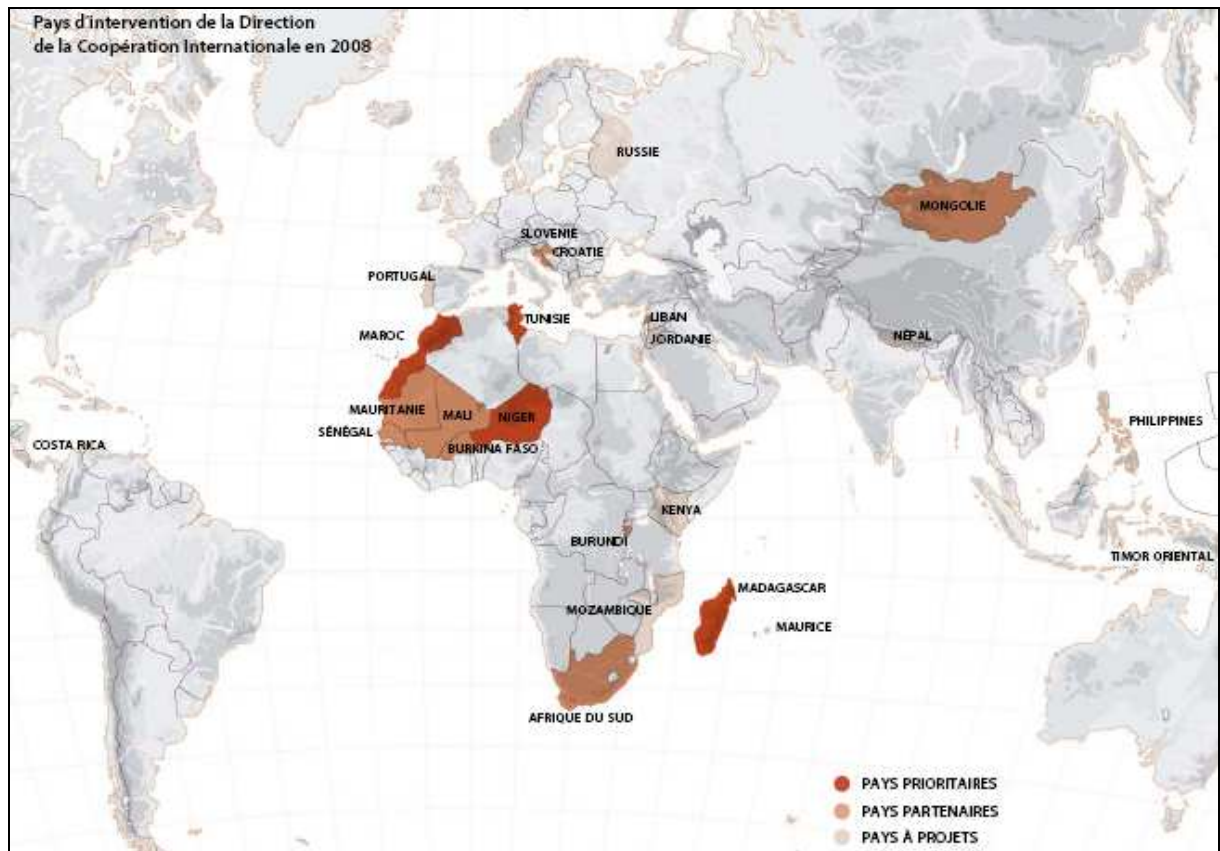 Pays d'intervention de la Direction
de la Coopération Internationale en 2008
RUSSIE
MONGOLIE
SLOVENIE
CROATIE
PORTUGAL
TUNISIE
LIBAN
MAROC
JORDANIE
NÉPAL
MAURITANIE
MALI
NIGER
SÉNÉGAL
PHILIPPINES
COSTA RICA
BURKINA FASO
KENYA
BURUNDI
TIMOR ORIENTAL
MADAGASCAR
MOZAMBIQUE
MAURICE
AFRIQUE DU SUD
PAYS PRIORITAIRES
PAYS PARTENAIRES
PAYS À PROJETS